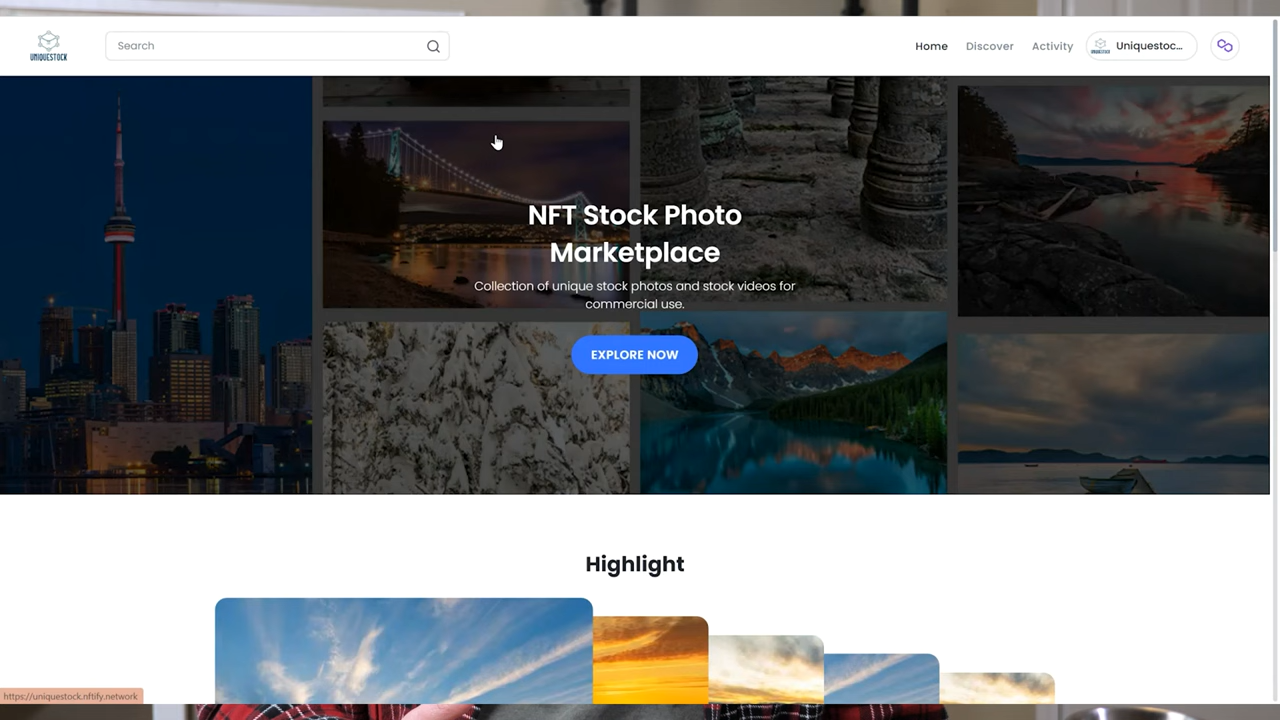 UNIQUESTOCK
Search
Home
Discover
Activity
Uniquestoc...
NFT Stock Photo
Marketplace
Collection of unique stock photos and stock videos for
commercial use.
EXPLORE NOW
Highlight
https://uniquestock.nftify.network